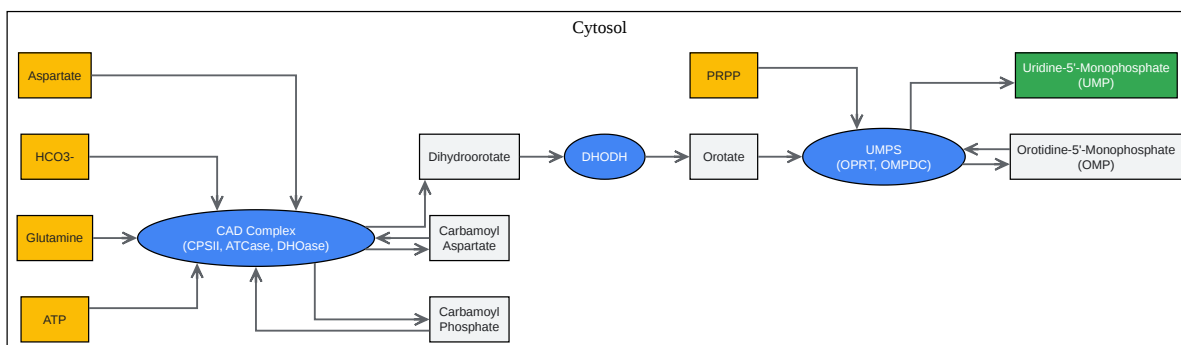 Cytosol
Aspartate
PRPP
Uridine-5'-Monophosphate
(UMP)
HCO3-
Dihydroorotate
DHODH
Orotate
UMPS
(OPRT, OMPDC)
Orotidine-5'-Monophosphate
(OMP)
Glutamine
CAD Complex
(CPSII, ATCase, DHOase)
Carbamoyl
Aspartate
ATP
Carbamoyl
Phosphate